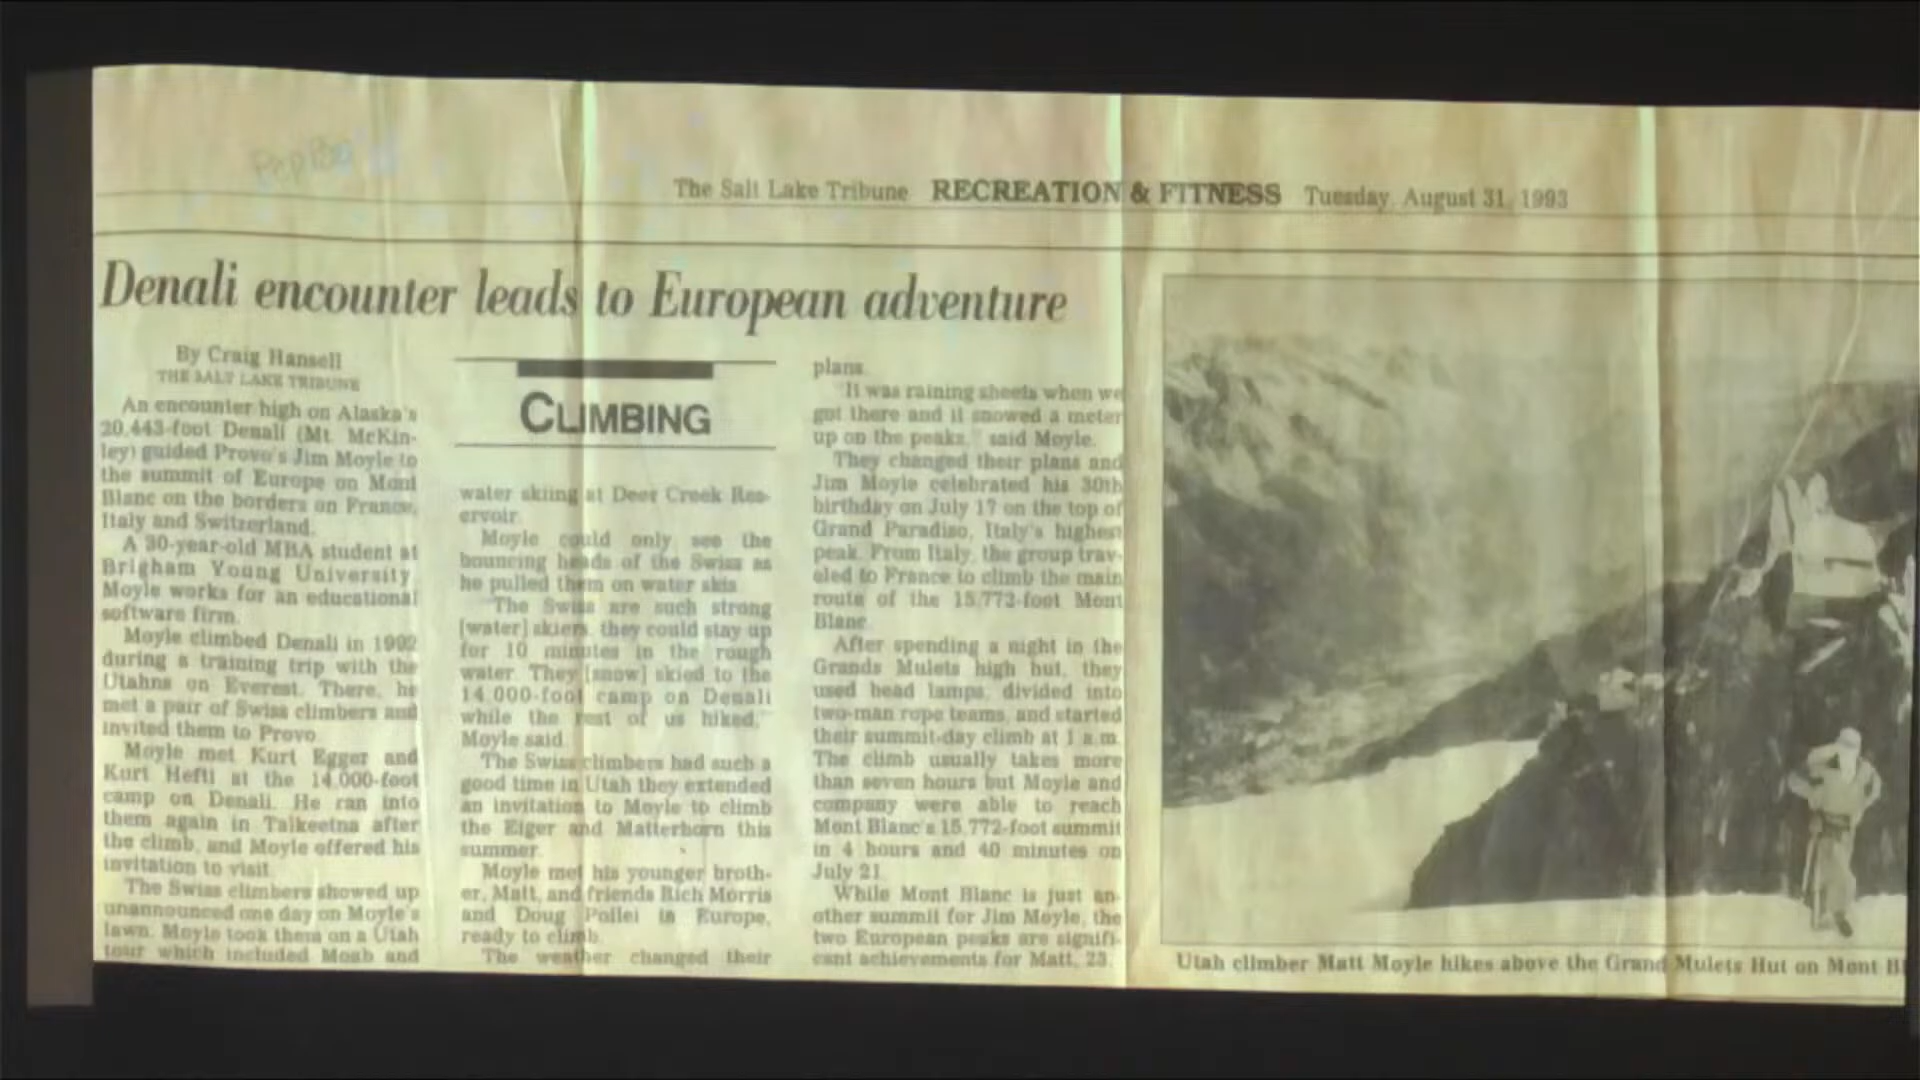 The Salt Lake Tribune RECREATION & FITNESS Tuesday, August 31, 1993
Denali encounter leads to European adventure
By Craig Hansell
THE SALT LAKE TRIBUNE
An encounter high on Alaska's
20,443-foot Denali (Mt. McKin-
ley) guided Provo's Jim Moyle to
the summit of Europe on Mont
Blanc on the borders on France,
Italy and Switzerland.
A 30-year-old MBA student at
Brigham Young University,
Moyle works for an educational
software firm.
Moyle climbed Denali in 1992
during a training trip with the
Utahns on Everest. There, he
met a pair of Swiss climbers and
invited them to Provo.
Moyle met Kurt Egger and
Kurt Hefti at the 14,000-foot
camp on Denali. He ran into
them again in Talkeetna after
the climb, and Moyle offered his
invitation to visit.
The Swiss climbers showed up
unannounced one day on Moyle's
lawn. Moyle took them on a Utah
tour which included Moab and
CLIMBING
water skiing at Deer Creek Res-
ervoir.
Moyle could only see the
bouncing heads of the Swiss as
he pulled them on water skis.
"The Swiss are such strong
[water] skiers, they could stay up
for 10 minutes in the rough
water. They [snow] skied to the
14,000-foot camp on Denali
while the rest of us hiked,"
Moyle said.
The Swiss climbers had such a
good time in Utah they extended
an invitation to Moyle to climb
the Eiger and Matterhorn this
summer.
Moyle met his younger broth-
er, Matt, and friends Rich Morris
and Doug Pollei in Europe,
ready to climb.
The weather changed their
plans.
"It was raining sheets when we
got there and it snowed a meter
up on the peaks," said Moyle.
They changed their plans and
Jim Moyle celebrated his 30th
birthday on July 17 on the top of
Grand Paradiso, Italy's highest
peak. From Italy, the group trav-
eled to France to climb the main
route of the 15,772-foot Mont
Blanc.
After spending a night in the
Grands Mulets high hut, they
used head lamps, divided into
two-man rope teams, and started
their summit-day climb at 1 a.m.
The climb usually takes more
than seven hours but Moyle and
company were able to reach
Mont Blanc's 15,772-foot summit
in 4 hours and 40 minutes on
July 21.
While Mont Blanc is just an-
other summit for Jim Moyle, the
two European peaks are signifi-
cant achievements for Matt, 23.
Utah climber Matt Moyle hikes above the Grand Mulets Hut on Mont Bl